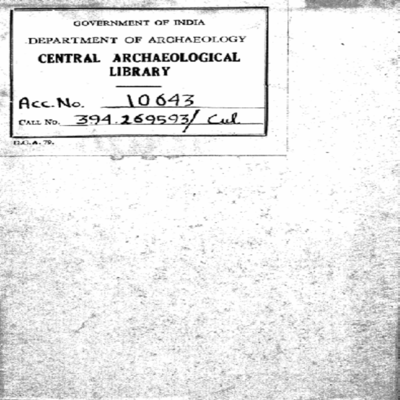 GOVERNMENT OF INDIA
DEPARTMENT OF ARCHAEOLOGY
CENTRAL ARCHAEOLOGICAL
LIBRARY
Acc. No. 10643
CALL No. 394.269593/ Cul.
D.G.A. 79.